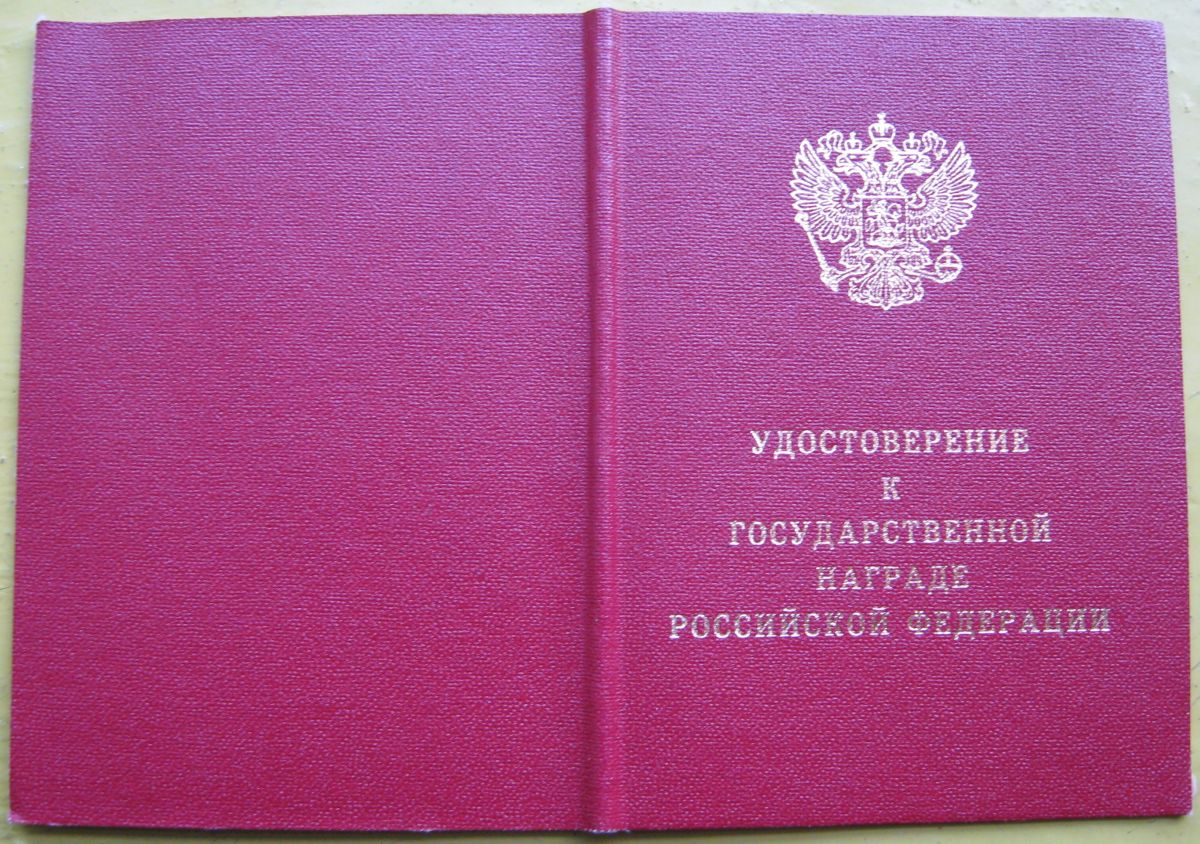 УДОСТОВЕРЕНИЕ
К
ГОСУДАРСТВЕННОЙ
НАГРАДЕ
РОССИЙСКОЙ ФЕДЕРАЦИИ